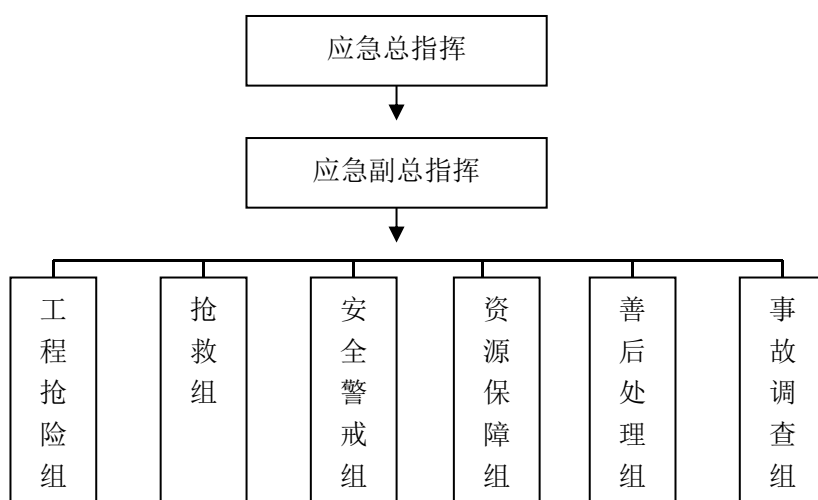 应急总指挥
应急副总指挥
工程抢险组
抢救组
安全警戒组
资源保障组
善后处理组
事故调查组